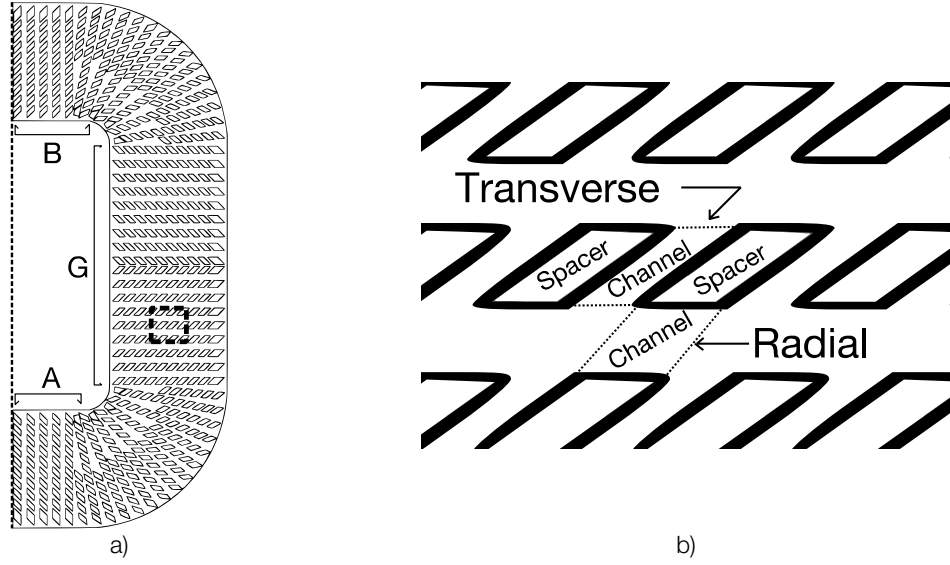 B
G
A
a)
Transverse
Spacer
Channel
Spacer
Channel
Radial
b)